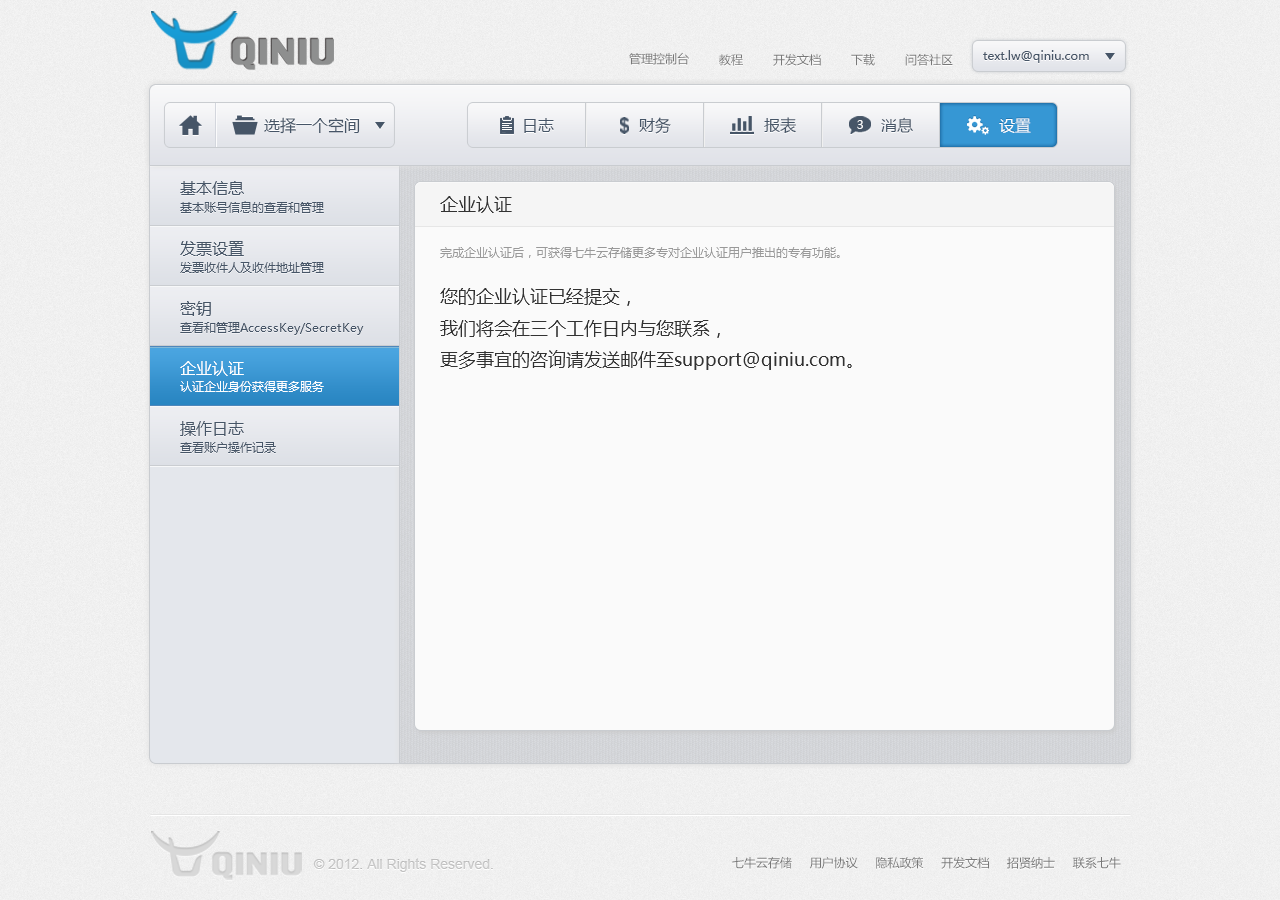 QINIU
管理控制台 教程 开发文档 下载 问答社区 text.lw@qiniu.com
选择一个空间 日志 $ 财务 报表 3 消息 设置
基本信息
基本账号信息的查看和管理
发票设置
发票收件人及收件地址管理
密钥
查看和管理AccessKey/SecretKey
企业认证
认证企业身份获得更多服务
操作日志
查看账户操作记录
企业认证
完成企业认证后，可获得七牛云存储更多专对企业认证用户推出的专有功能。
您的企业认证已经提交，
我们将会在三个工作日内与您联系，
更多事宜的咨询请发送邮件至support@qiniu.com。
QINIU © 2012. All Rights Reserved.
七牛云存储 用户协议 隐私政策 开发文档 招贤纳士 联系七牛